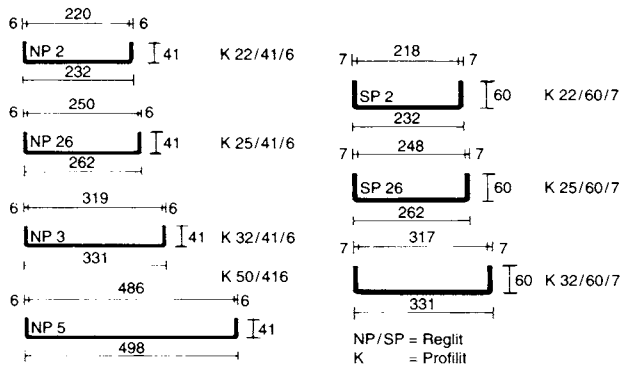 220
6 6
NP 2 41 K 22/41/6
232
250
6 6
NP 26 41 K 25/41/6
262
319
6 6
NP 3 41 K 32/41/6
331
K 50/416
486
6 6
NP 5 41
498
218
7 7
SP 2 60 K 22/60/7
232
248
7 7
SP 26 60 K 25/60/7
262
317
7 7
60 K 32/60/7
331
NP/SP = Reglit
K = Profilit